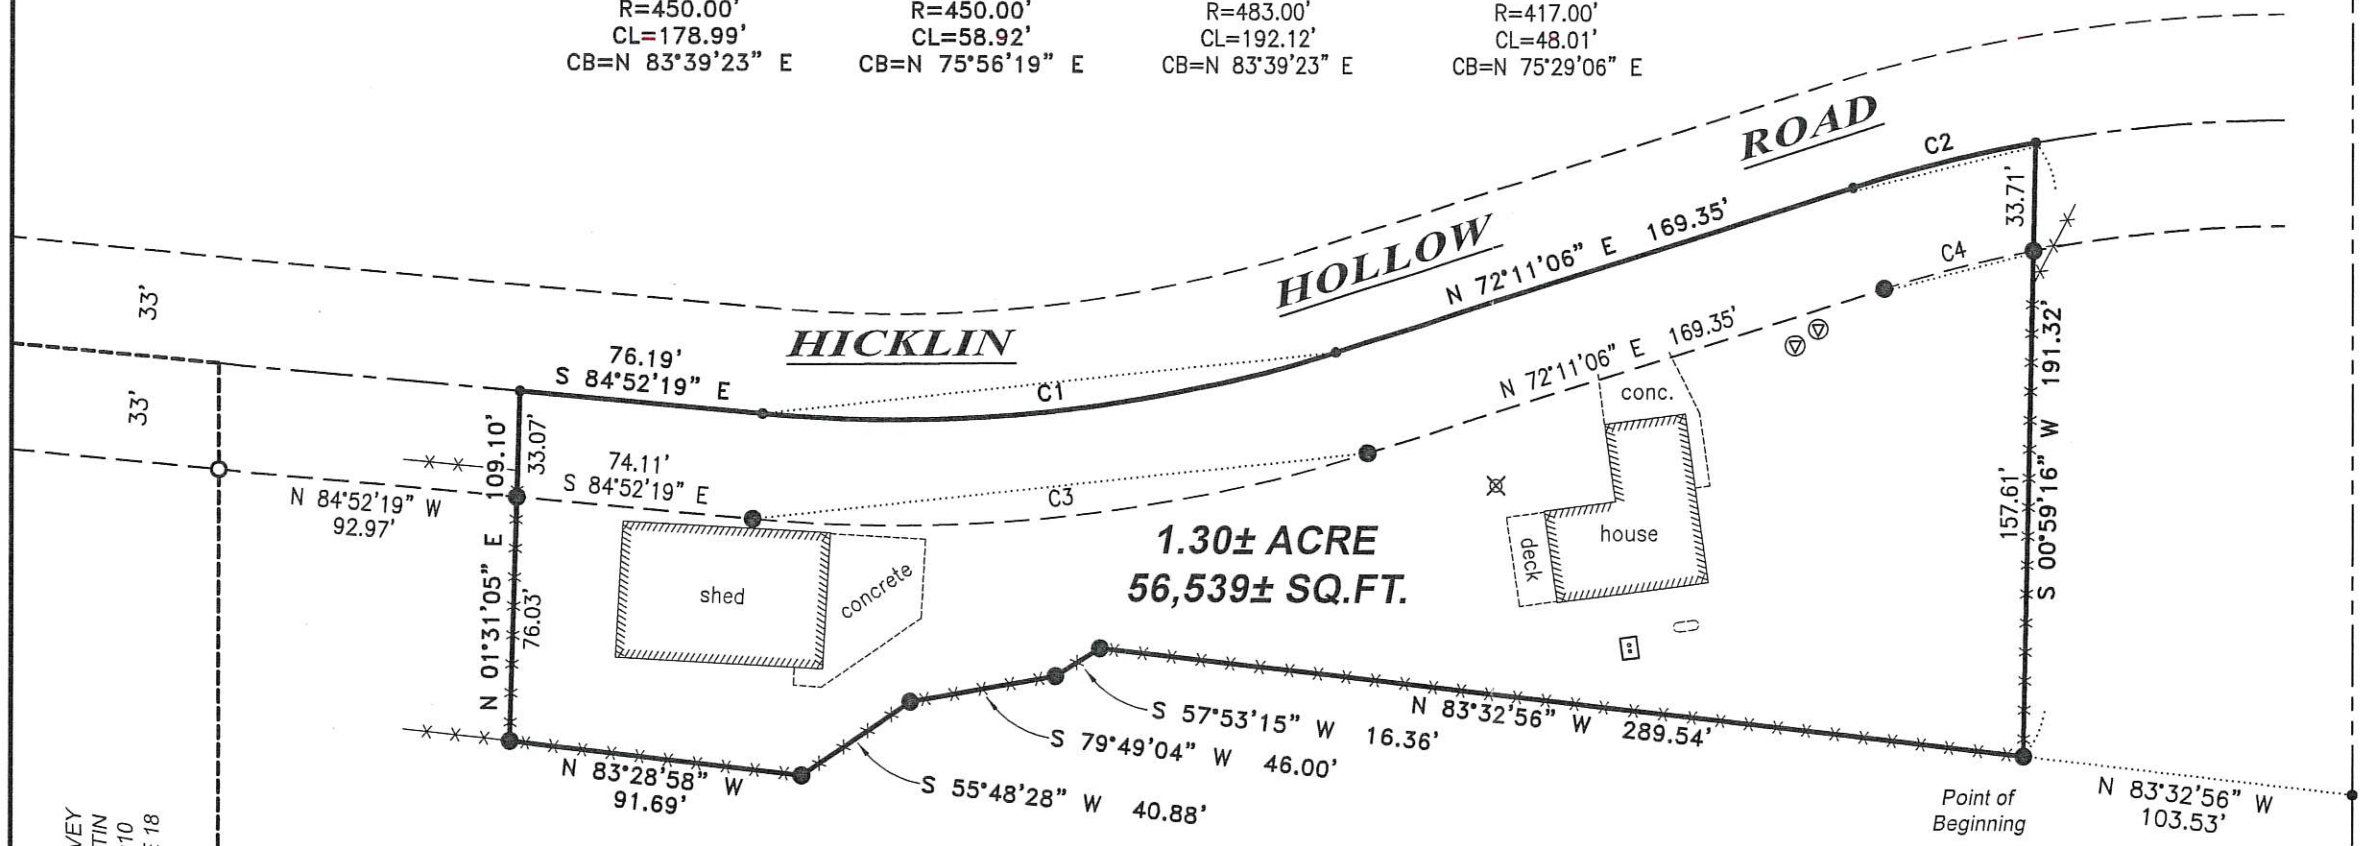 R=450.00' R=450.00' R=483.00' R=417.00'
CL=178.99' CL=58.92' CL=192.12' CL=48.01'
CB=N 83°39'23" E CB=N 75°56'19" E CB=N 83°39'23" E CB=N 75°29'06" E
HICKLIN HOLLOW ROAD
33'
33'
76.19'
S 84°52'19" E
C1
N 72°11'06" E 169.35'
C2
33.71'
C4
S 00°59'16" W 191.32'
157.61'
109.10'
N 01°31'05" E
33.07'
76.03'
74.11'
S 84°52'19" E
C3
N 72°11'06" E 169.35'
N 84°52'19" W
92.97'
conc.
house
deck
shed
concrete
1.30± ACRE
56,539± SQ.FT.
N 83°28'58" W
91.69'
S 55°48'28" W 40.88'
S 79°49'04" W 46.00'
S 57°53'15" W 16.36'
N 83°32'56" W 289.54'
Point of
Beginning
N 83°32'56" W
103.53'
VEY
TIN
10
18